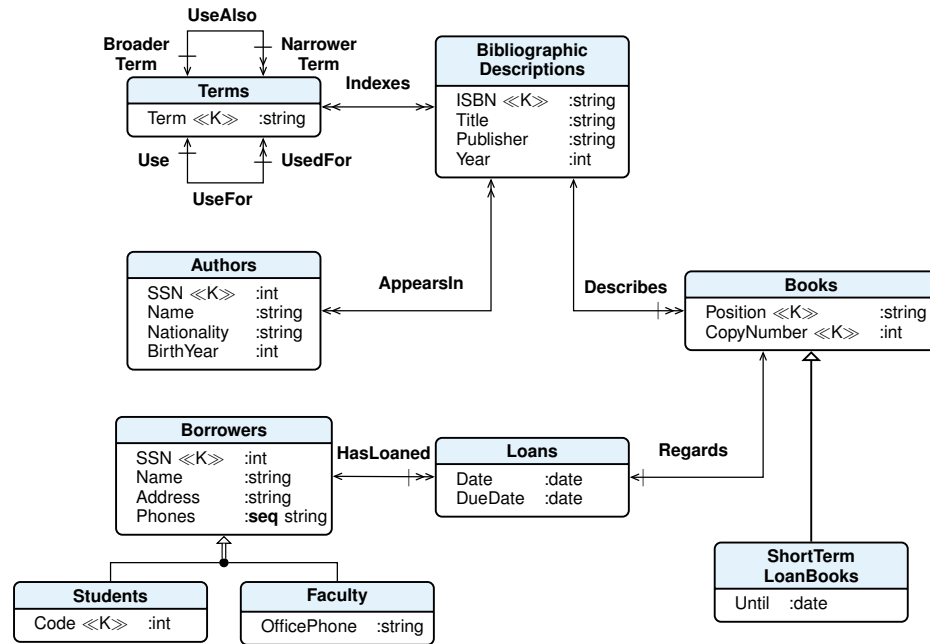 UseAlso
Broader
Term
Narrower
Term
Terms
Term ≪K≫ :string
Use
UsedFor
UseFor
Indexes
Bibliographic
Descriptions
ISBN ≪K≫ :string
Title :string
Publisher :string
Year :int
Authors
SSN ≪K≫ :int
Name :string
Nationality :string
BirthYear :int
AppearsIn
Describes
Books
Position ≪K≫ :string
CopyNumber ≪K≫ :int
Borrowers
SSN ≪K≫ :int
Name :string
Address :string
Phones :seq string
HasLoaned
Loans
Date :date
DueDate :date
Regards
Students
Code ≪K≫ :int
Faculty
OfficePhone :string
ShortTerm
LoanBooks
Until :date